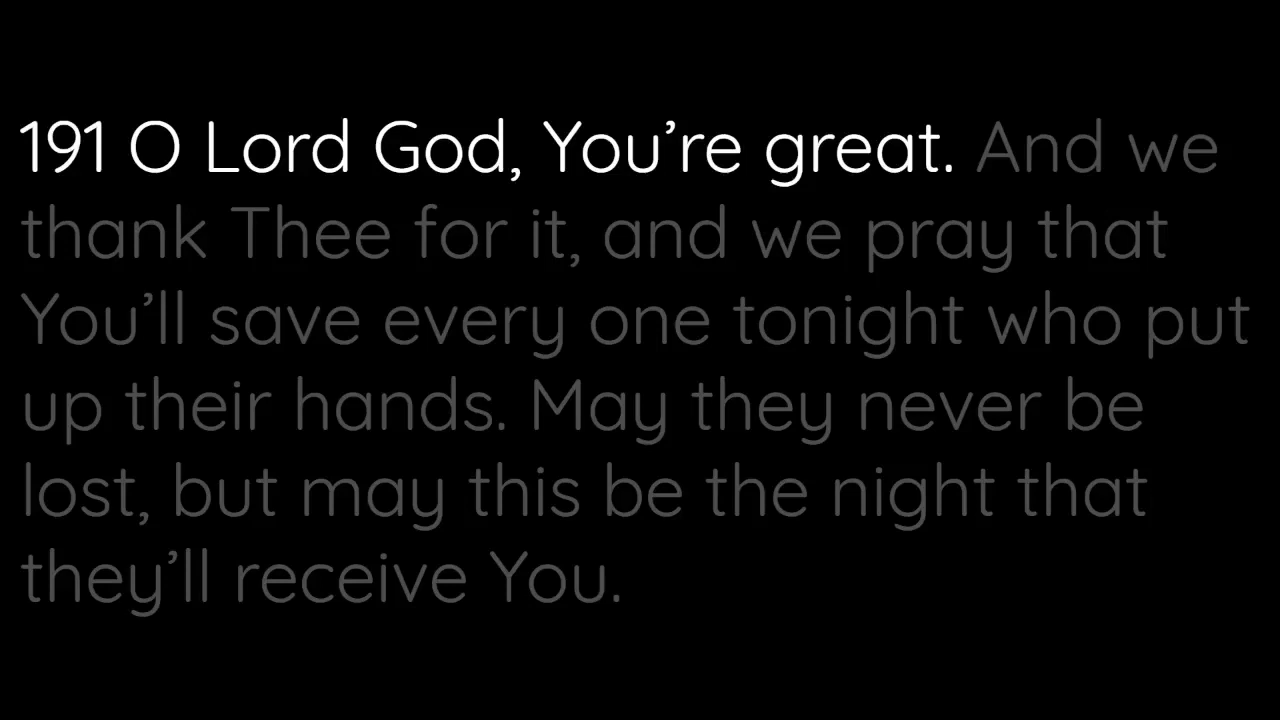 191 O Lord God, You’re great. And we
thank Thee for it, and we pray that
You’ll save every one tonight who put
up their hands. May they never be
lost, but may this be the night that
they’ll receive You.